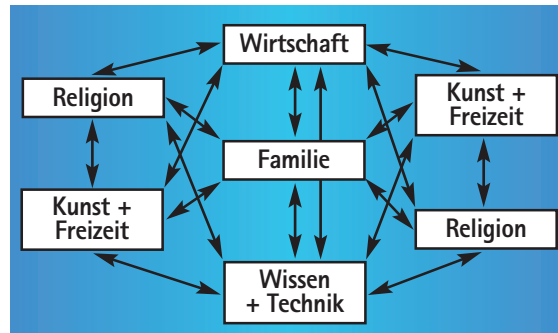 Wirtschaft
Religion
Kunst +
Freizeit
Familie
Kunst +
Freizeit
Religion
Wissen
+ Technik